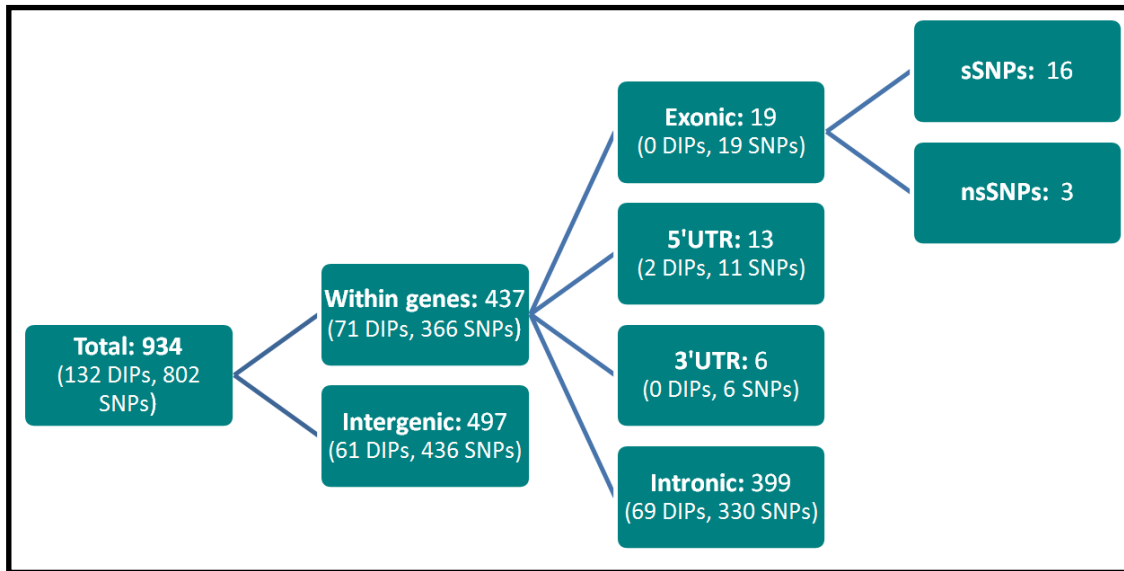 Total: 934
(132 DIPs, 802
SNPs)
Within genes: 437
(71 DIPs, 366 SNPs)
Intergenic: 497
(61 DIPs, 436 SNPs)
Exonic: 19
(0 DIPs, 19 SNPs)
5'UTR: 13
(2 DIPs, 11 SNPs)
3'UTR: 6
(0 DIPs, 6 SNPs)
Intronic: 399
(69 DIPs, 330 SNPs)
sSNPs: 16
nsSNPs: 3